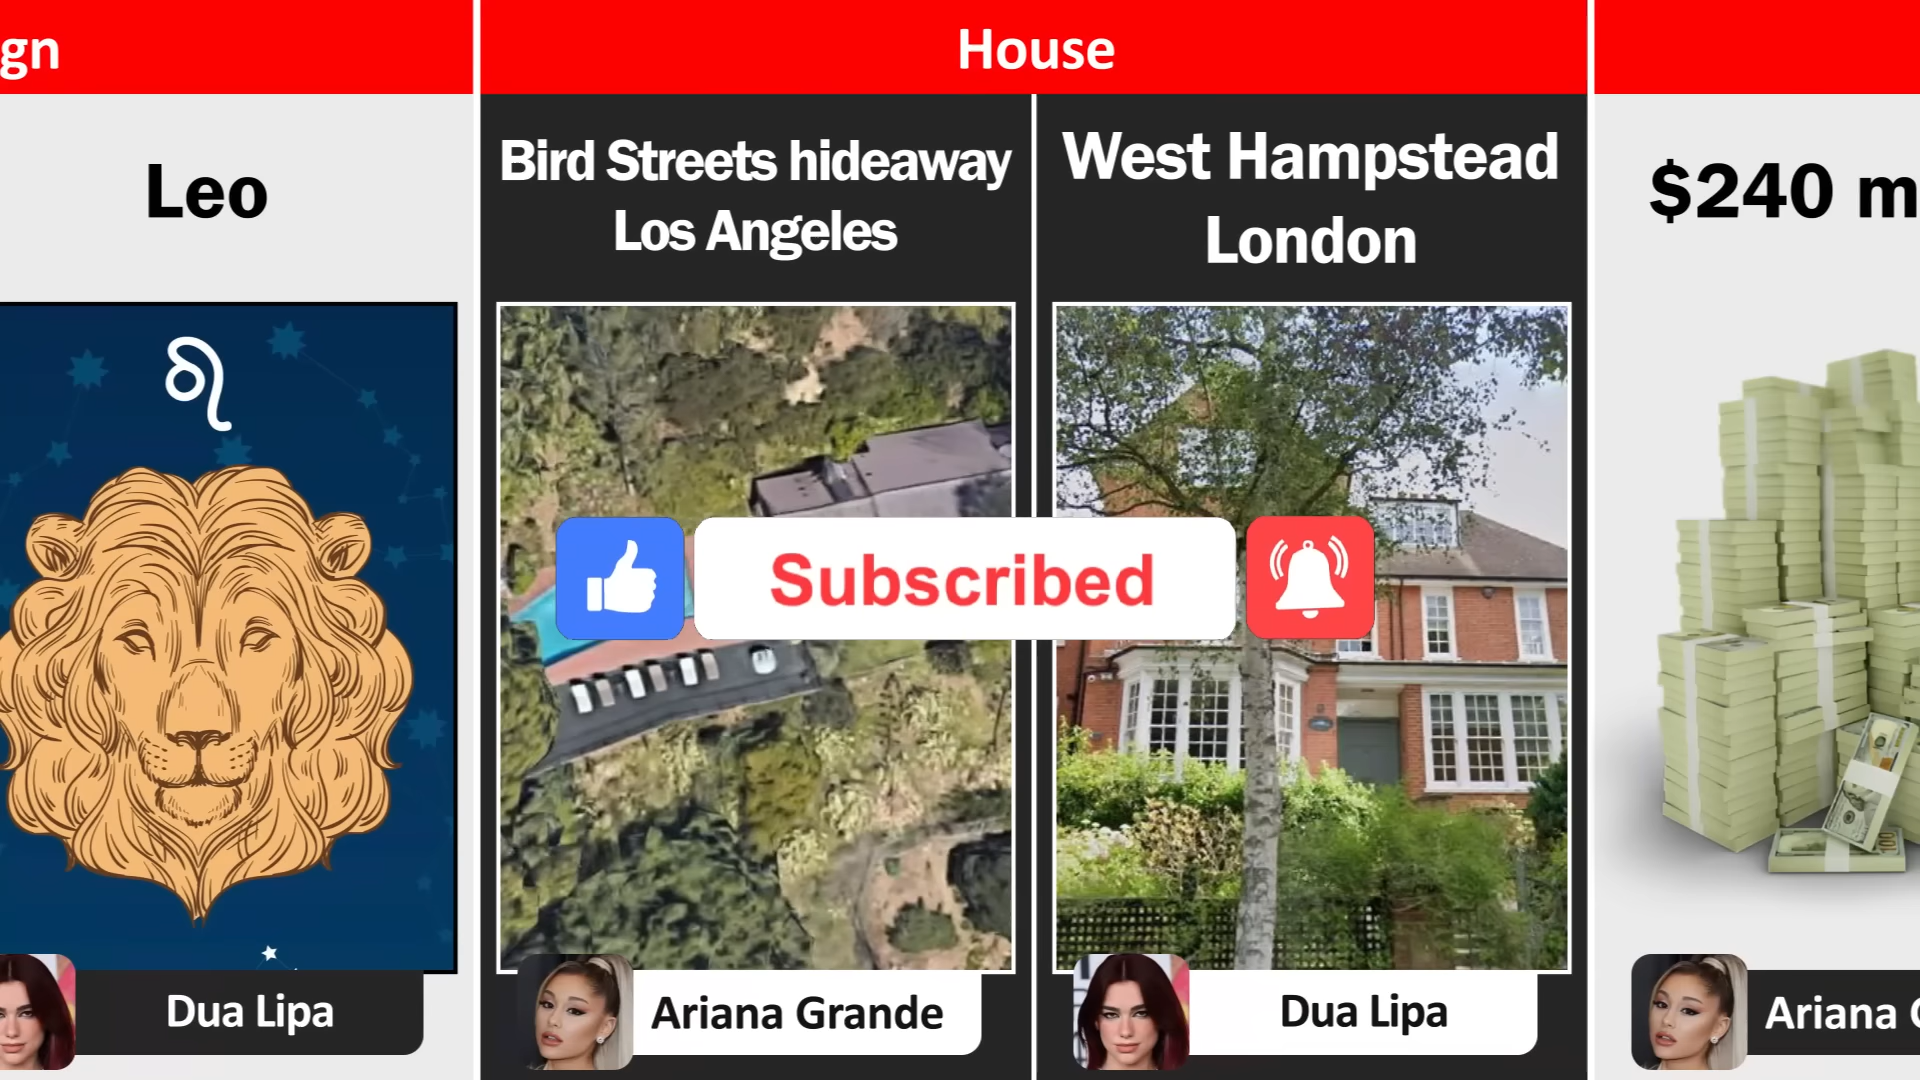 gn
House
Leo
Bird Streets hideaway
Los Angeles
West Hampstead
London
$240 m
Subscribed
Dua Lipa
Ariana Grande
Dua Lipa
Ariana